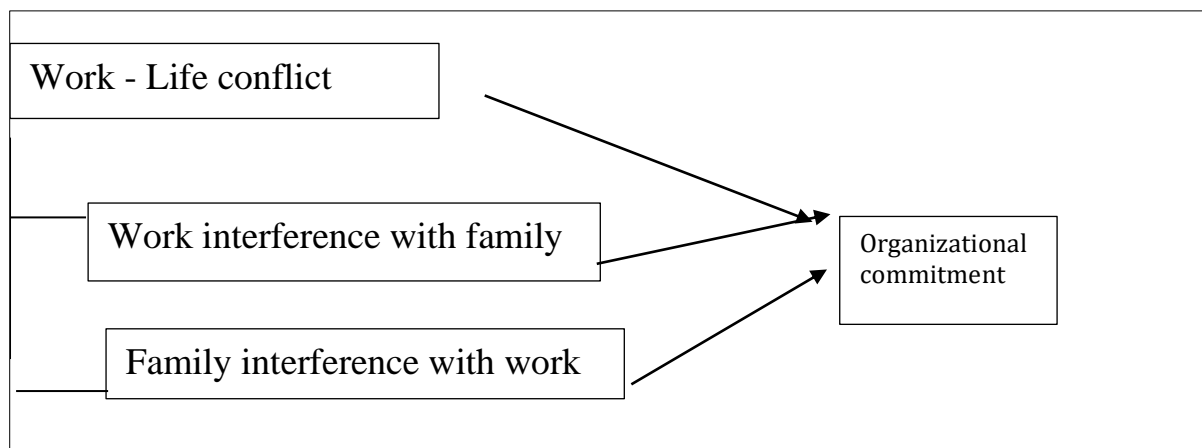 Work - Life conflict
Work interference with family
Organizational
commitment
Family interference with work